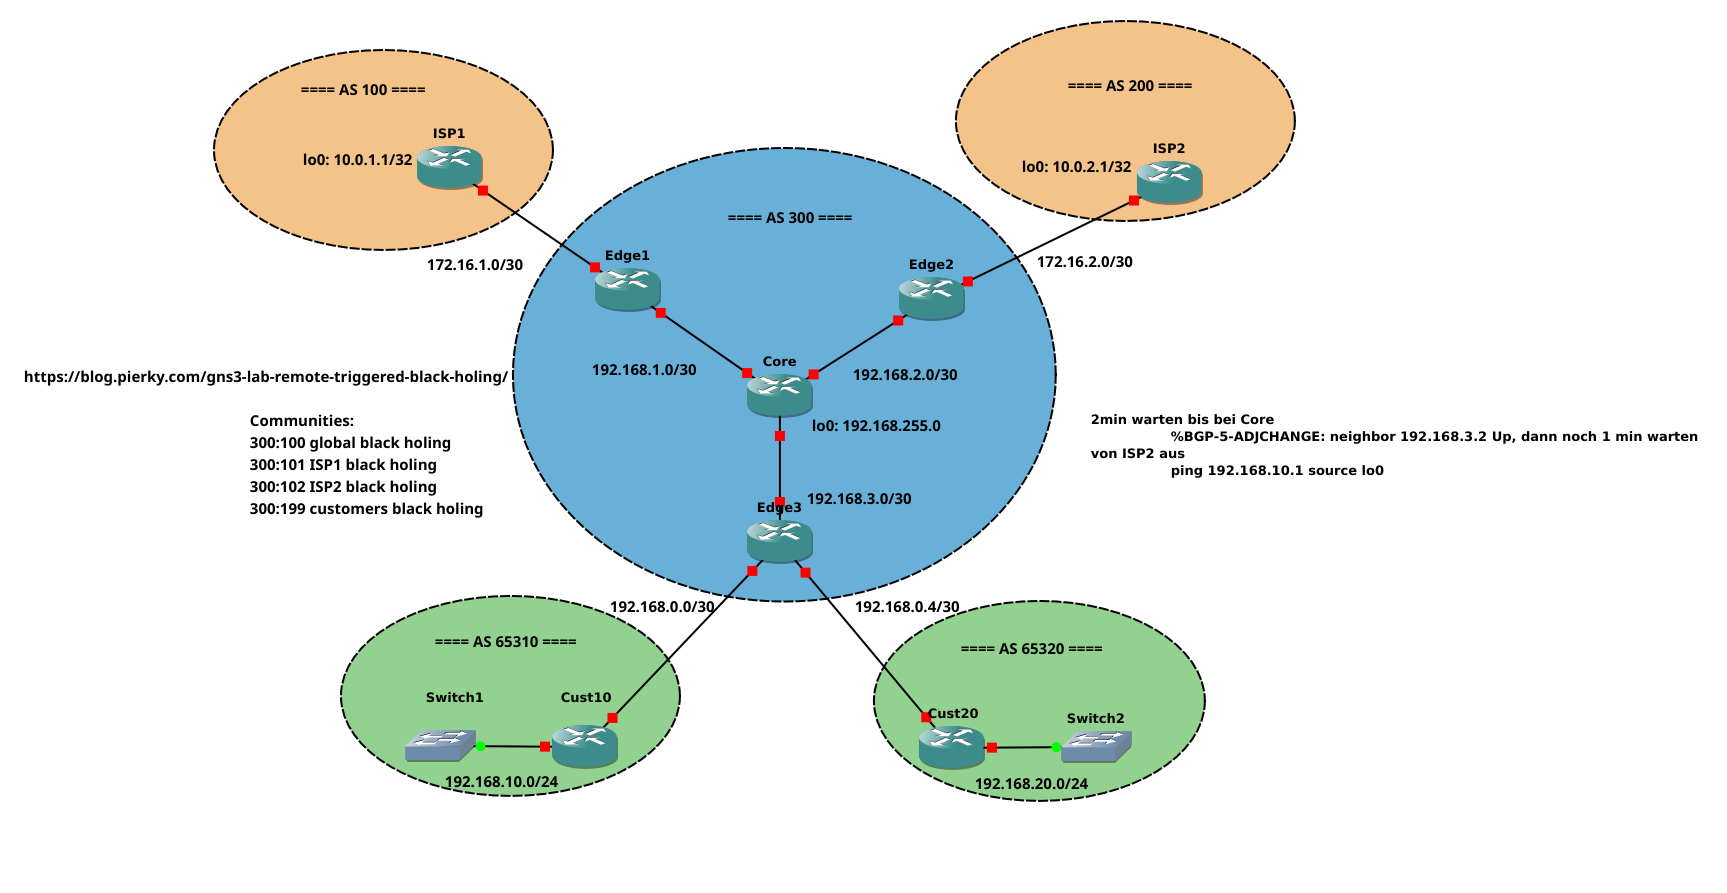 ==== AS 100 ====
ISP1
lo0: 10.0.1.1/32
==== AS 200 ====
ISP2
lo0: 10.0.2.1/32
172.16.1.0/30
172.16.2.0/30
==== AS 300 ====
Edge1
Edge2
Core
192.168.1.0/30
192.168.2.0/30
lo0: 192.168.255.0
192.168.3.0/30
Edge3
https://blog.pierky.com/gns3-lab-remote-triggered-black-holing/
Communities:
300:100 global black holing
300:101 ISP1 black holing
300:102 ISP2 black holing
300:199 customers black holing
2min warten bis bei Core
%BGP-5-ADJCHANGE: neighbor 192.168.3.2 Up, dann noch 1 min warten
von ISP2 aus
ping 192.168.10.1 source lo0
192.168.0.0/30
192.168.0.4/30
==== AS 65310 ====
Switch1
Cust10
192.168.10.0/24
==== AS 65320 ====
Cust20
Switch2
192.168.20.0/24